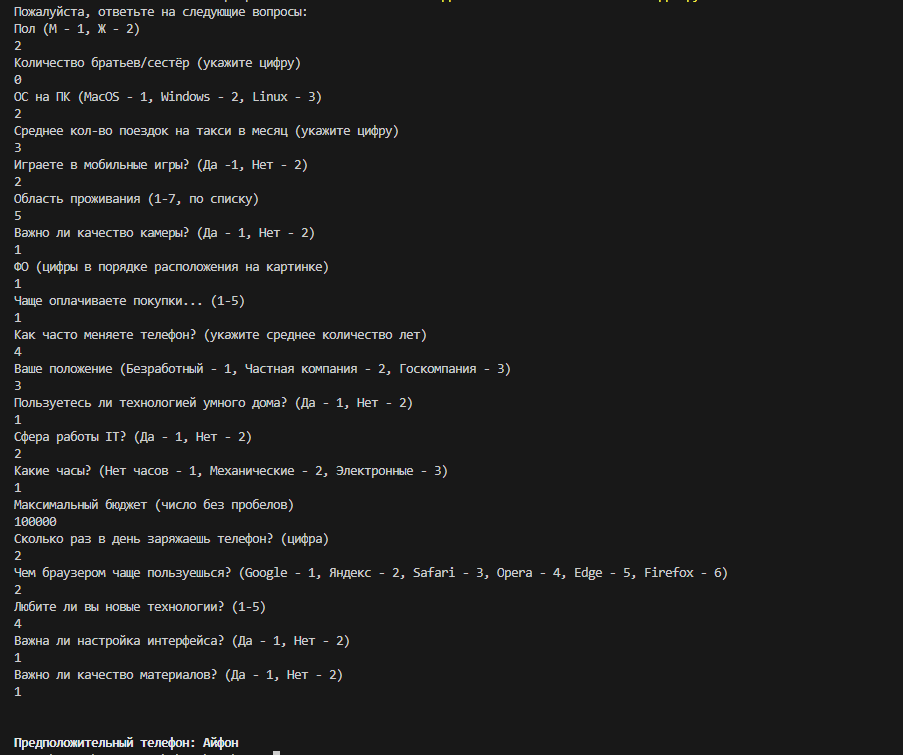 Пожалуйста, ответьте на следующие вопросы:
Пол (М - 1, Ж - 2)
2
Количество братьев/сестёр (укажите цифру)
0
ОС на ПК (MacOS - 1, Windows - 2, Linux - 3)
2
Среднее кол-во поездок на такси в месяц (укажите цифру)
3
Играете в мобильные игры? (Да -1, Нет - 2)
2
Область проживания (1-7, по списку)
5
Важно ли качество камеры? (Да - 1, Нет - 2)
1
ФО (цифры в порядке расположения на картинке)
1
Чаще оплачиваете покупки... (1-5)
1
Как часто меняете телефон? (укажите среднее количество лет)
4
Ваше положение (Безработный - 1, Частная компания - 2, Госкомпания - 3)
3
Пользуетесь ли технологией умного дома? (Да - 1, Нет - 2)
1
Сфера работы IT? (Да - 1, Нет - 2)
2
Какие часы? (Нет часов - 1, Механические - 2, Электронные - 3)
1
Максимальный бюджет (число без пробелов)
100000
Сколько раз в день заряжаешь телефон? (цифра)
2
Чем браузером чаще пользуешься? (Google - 1, Яндекс - 2, Safari - 3, Opera - 4, Edge - 5, Firefox - 6)
2
Любите ли вы новые технологии? (1-5)
4
Важна ли настройка интерфейса? (Да - 1, Нет - 2)
1
Важно ли качество материалов? (Да - 1, Нет - 2)
1
Предположительный телефон: Айфон